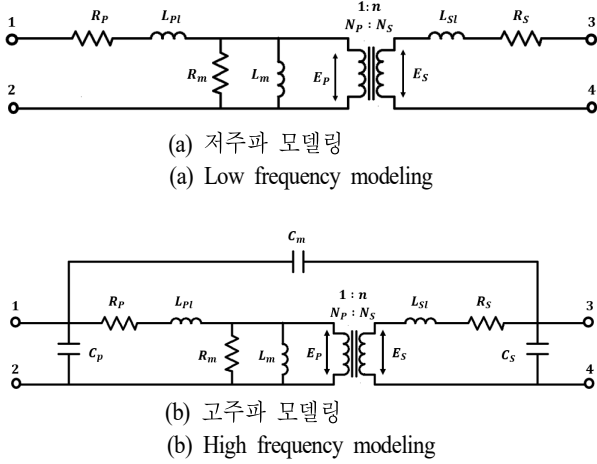 1:n
1 R_P L_Pl N_P : N_S L_Sl R_S 3
R_m L_m E_P E_S
2 4
(a) 저주파 모델링
(a) Low frequency modeling
C_m
1:n
1 R_P L_Pl N_P : N_S L_Sl R_S 3
C_p R_m L_m E_P E_S C_S
2 4
(b) 고주파 모델링
(b) High frequency modeling